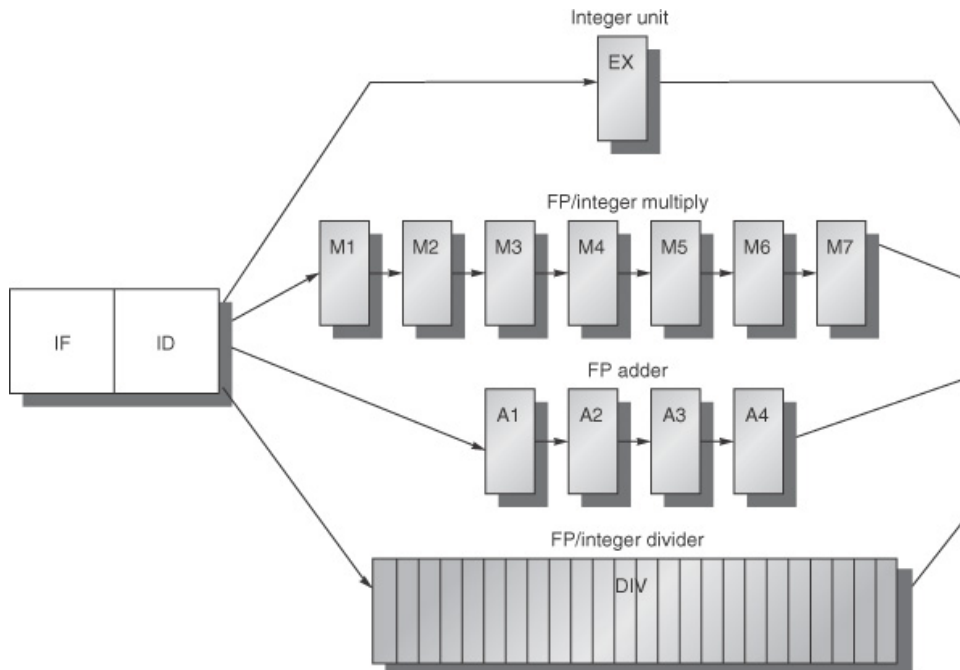 Integer unit
EX
FP/integer multiply
M1 M2 M3 M4 M5 M6 M7
IF ID
FP adder
A1 A2 A3 A4
FP/integer divider
DIV